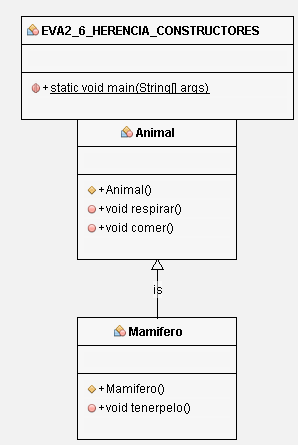 EVA2_6_HERENCIA_CONSTRUCTORES
+ static void main(String[] args)
Animal
+Animal()
+void respirar()
+void comer()
is
Mamifero
+Mamifero()
+void tenerpelo()